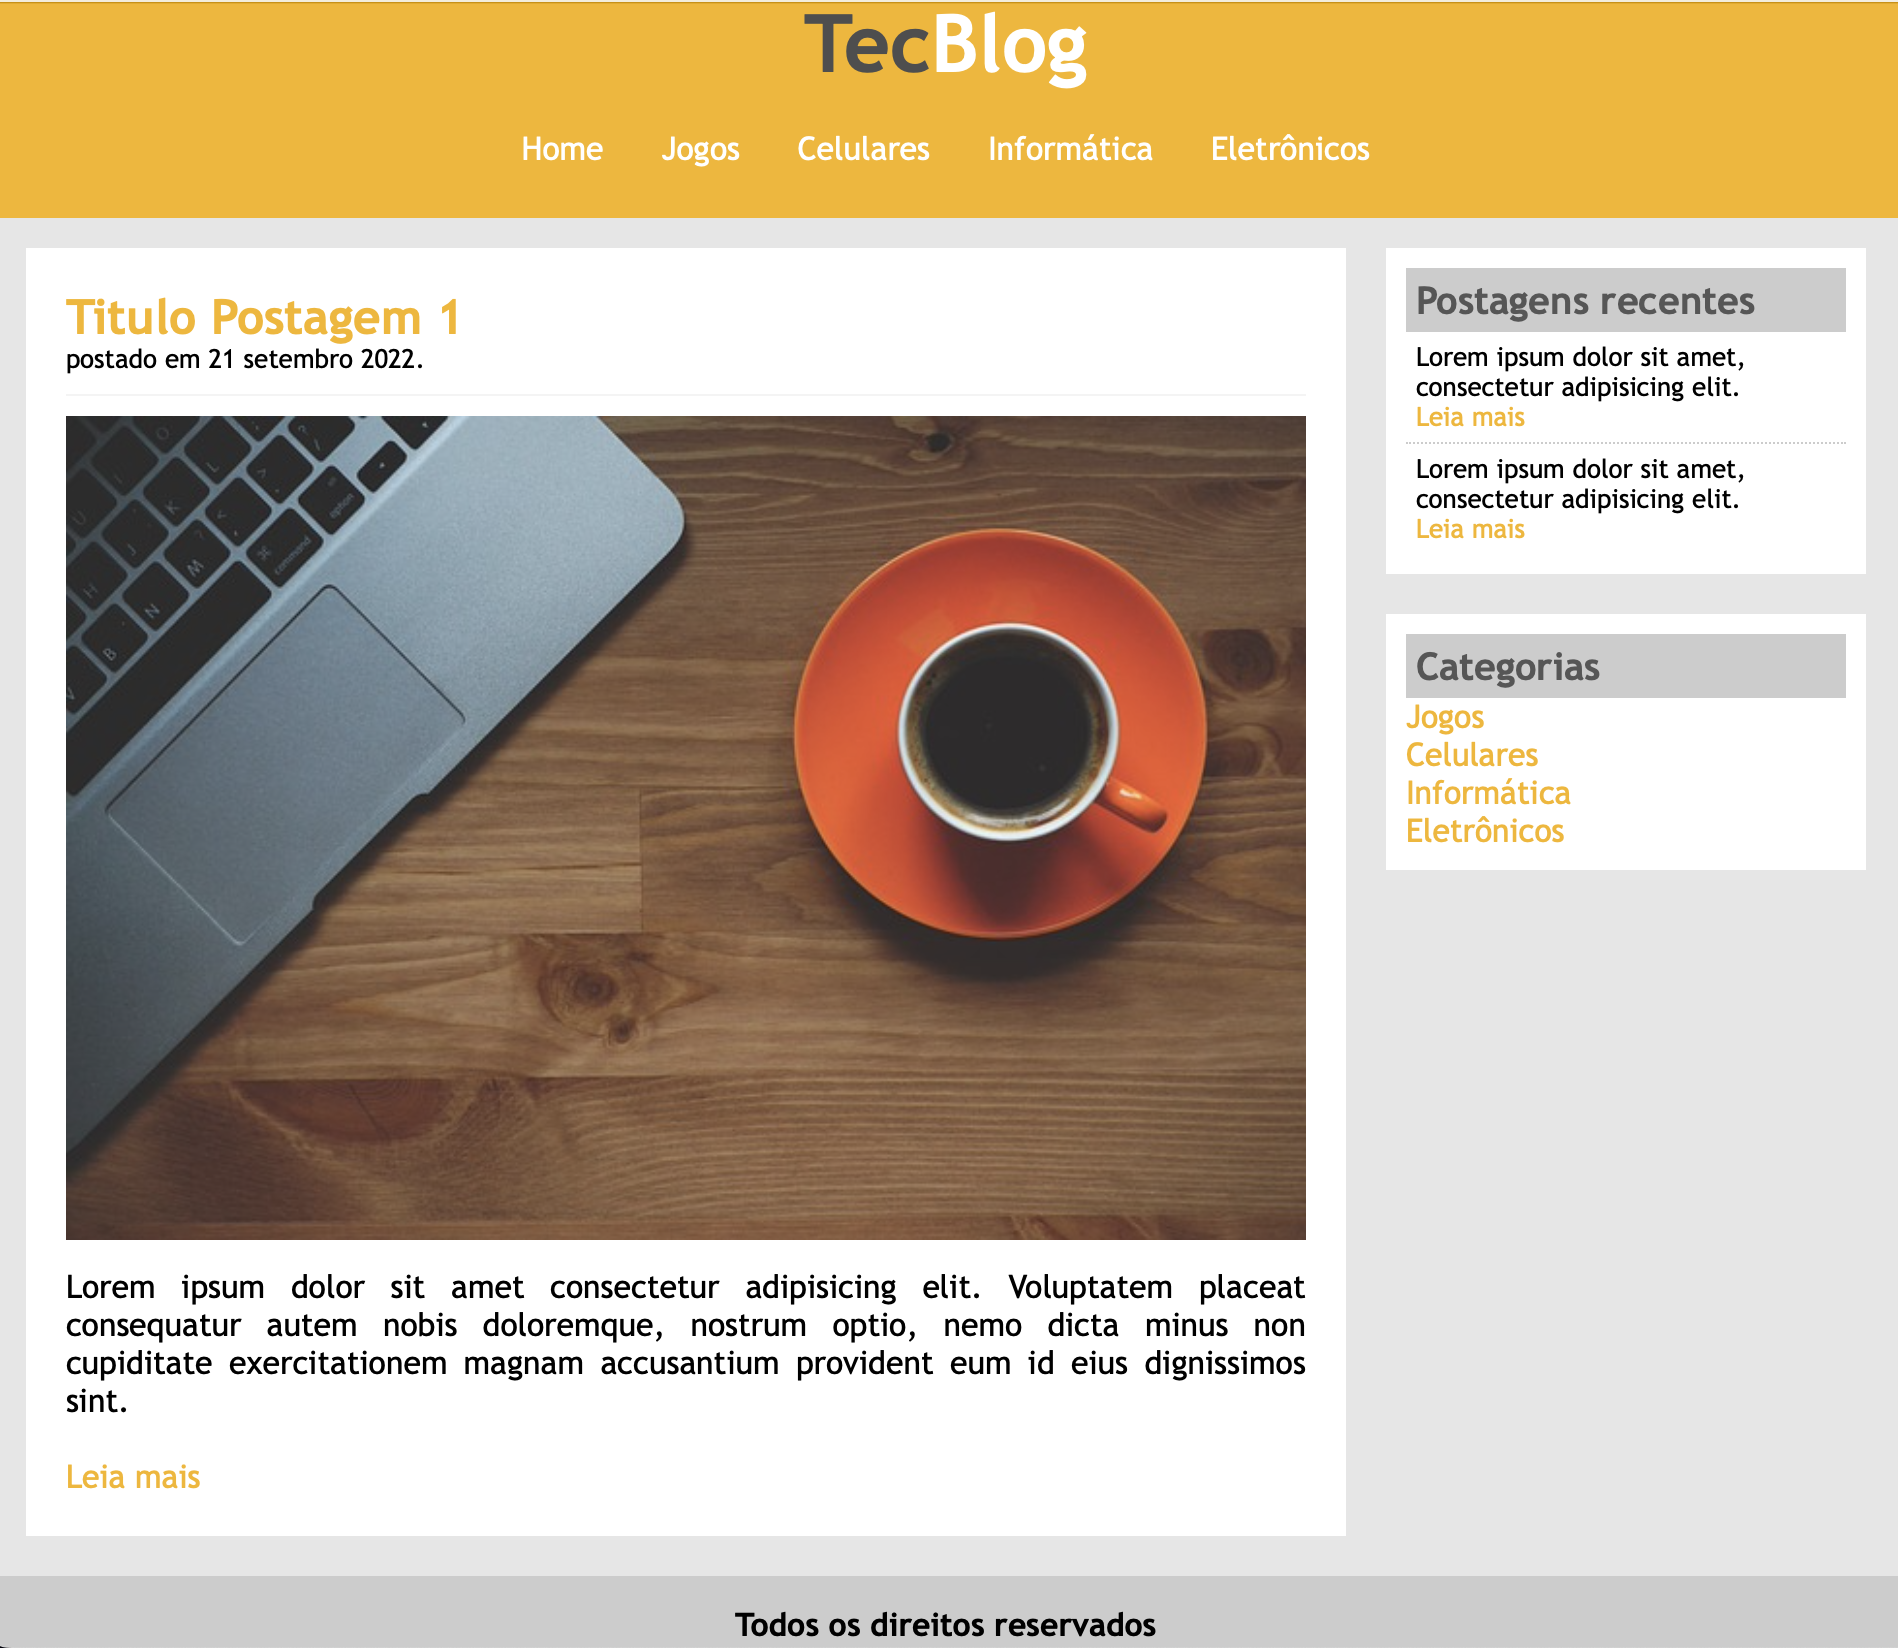 TecBlog
Home Jogos Celulares Informática Eletrônicos
Titulo Postagem 1
postado em 21 setembro 2022.
U I O
J K L
H N M
B V
command option
Lorem ipsum dolor sit amet consectetur adipisicing elit. Voluptatem placeat
consequatur autem nobis doloremque, nostrum optio, nemo dicta minus non
cupiditate exercitationem magnam accusantium provident eum id eius dignissimos
sint.
Leia mais
Postagens recentes
Lorem ipsum dolor sit amet,
consectetur adipisicing elit.
Leia mais
Lorem ipsum dolor sit amet,
consectetur adipisicing elit.
Leia mais
Categorias
Jogos
Celulares
Informática
Eletrônicos
Todos os direitos reservados